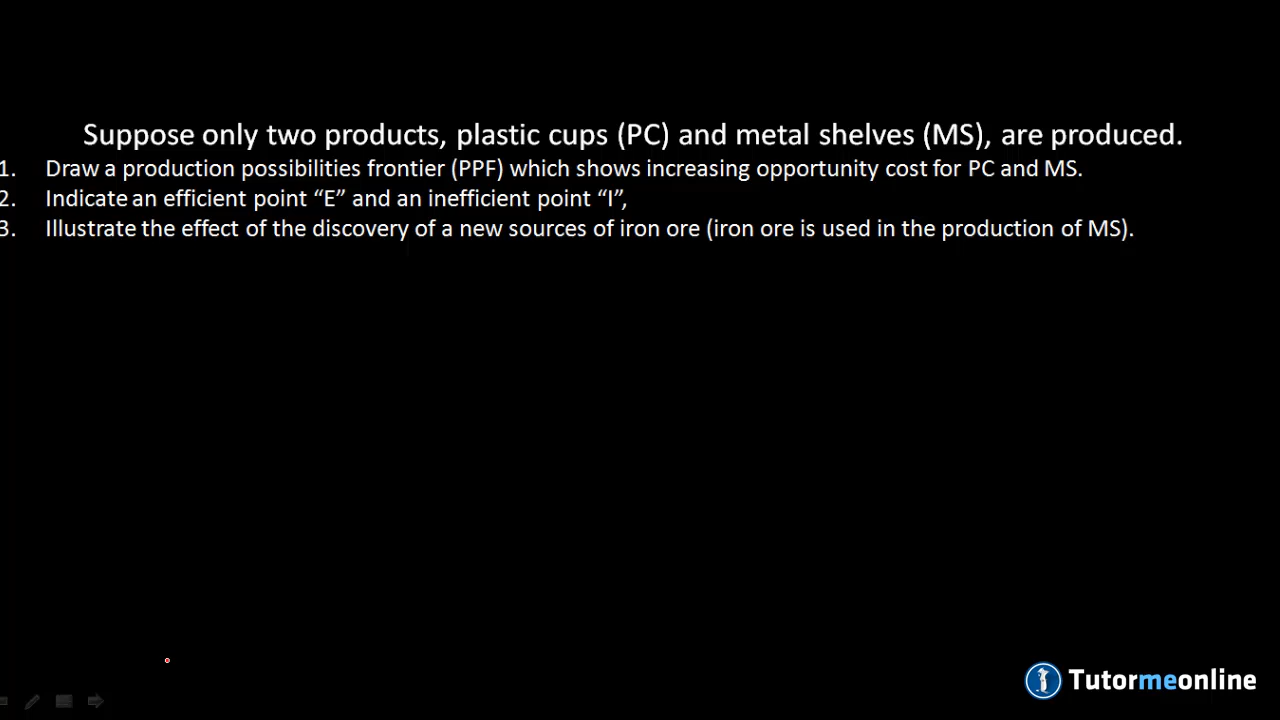 Suppose only two products, plastic cups (PC) and metal shelves (MS), are produced.
1. Draw a production possibilities frontier (PPF) which shows increasing opportunity cost for PC and MS.
2. Indicate an efficient point “E” and an inefficient point “I”,
3. Illustrate the effect of the discovery of a new sources of iron ore (iron ore is used in the production of MS).
Tutormeonline